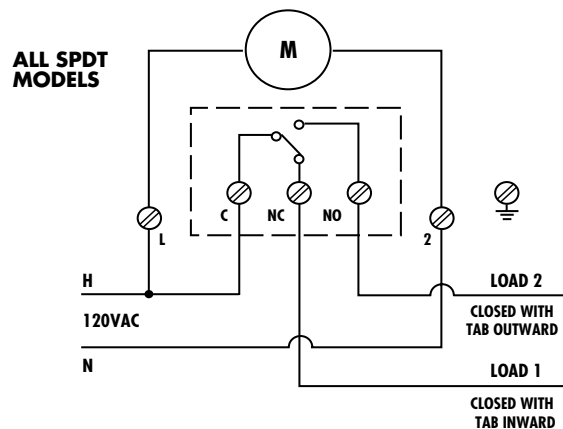 ALL SPDT
MODELS
M
C
NC
NO
L
2
H
LOAD 2
120VAC
CLOSED WITH
TAB OUTWARD
N
LOAD 1
CLOSED WITH
TAB INWARD